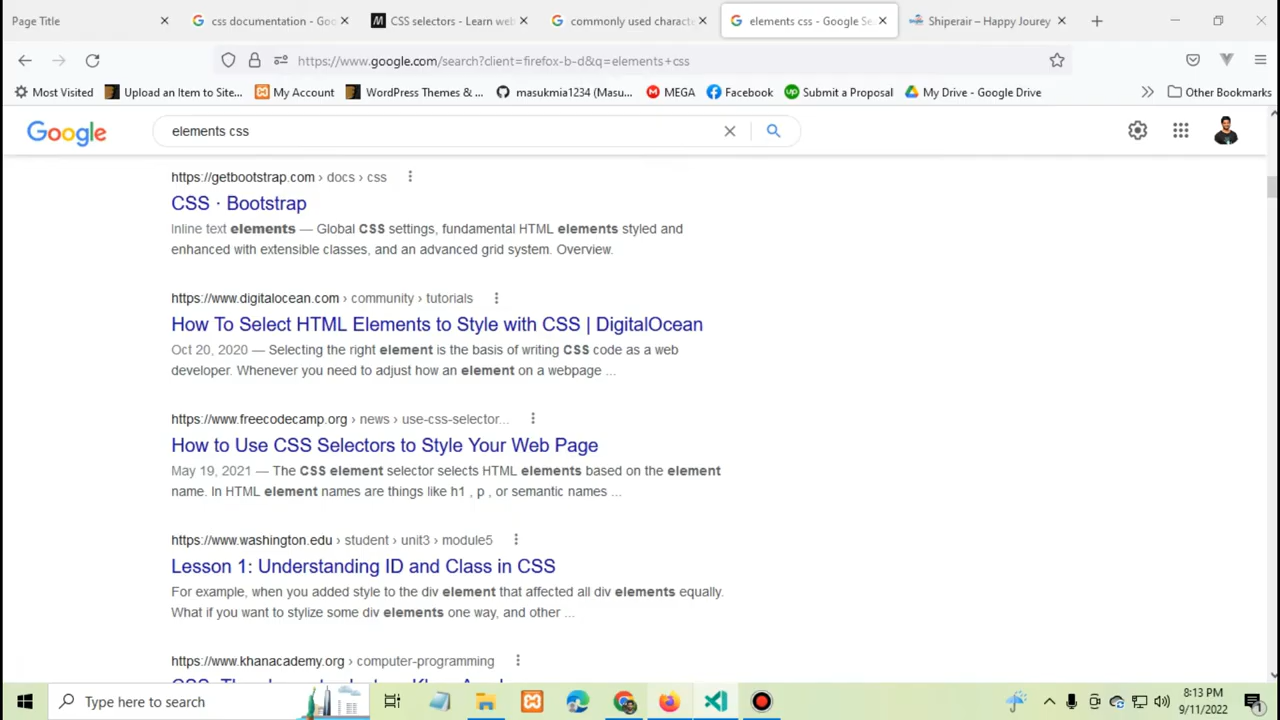 Page Title
css documentation - Goo
CSS selectors - Learn web
commonly used characte
elements css - Google Se
Shiperair – Happy Jourey
https://www.google.com/search?client=firefox-b-d&q=elements+css
Most Visited
Upload an Item to Site...
My Account
WordPress Themes & ...
masukmia1234 (Masu...
MEGA
Facebook
Submit a Proposal
My Drive - Google Drive
Other Bookmarks
Google
elements css
https://getbootstrap.com › docs › css
CSS · Bootstrap
Inline text elements — Global CSS settings, fundamental HTML elements styled and
enhanced with extensible classes, and an advanced grid system. Overview.
https://www.digitalocean.com › community › tutorials
How To Select HTML Elements to Style with CSS | DigitalOcean
Oct 20, 2020 — Selecting the right element is the basis of writing CSS code as a web
developer. Whenever you need to adjust how an element on a webpage ...
https://www.freecodecamp.org › news › use-css-selector...
How to Use CSS Selectors to Style Your Web Page
May 19, 2021 — The CSS element selector selects HTML elements based on the element
name. In HTML element names are things like h1 , p , or semantic names ...
https://www.washington.edu › student › unit3 › module5
Lesson 1: Understanding ID and Class in CSS
For example, when you added style to the div element that affected all div elements equally.
What if you want to stylize some div elements one way, and other ...
https://www.khanacademy.org › computer-programming
Type here to search
8:13 PM
9/11/2022
1